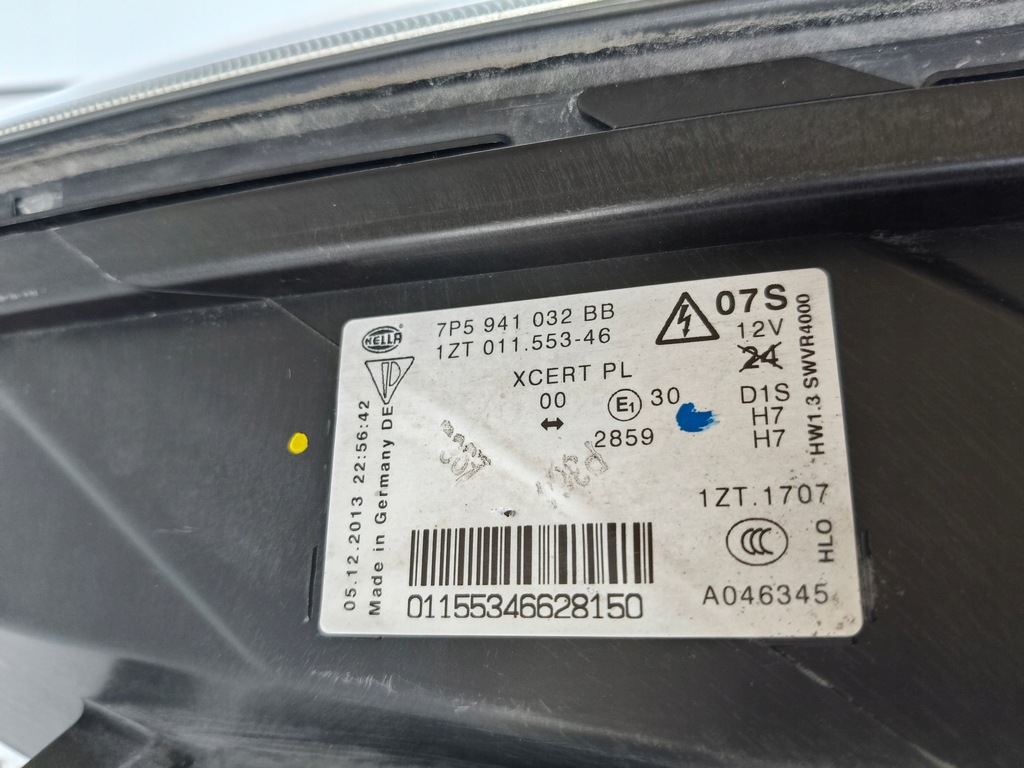 HELLA
7P5 941 032 BB
1ZT 011.553-46
07S
12V
24
XCERT PL
00
E1
30
2859
D1S
H7
H7
HW1.3 SWVR4000
05.12.2013 22:56:42
Made in Germany DE
1ZT.1707
CCC
HLO
01155346628150
A046345